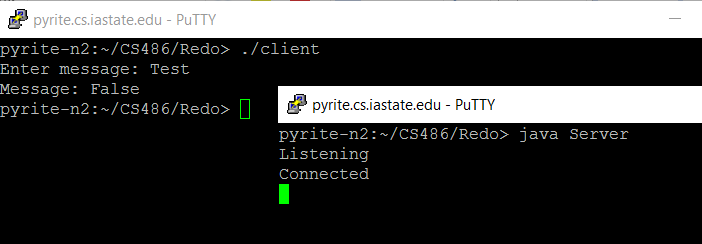 pyrite.cs.iastate.edu - PuTTY
pyrite-n2:~/CS486/Redo> ./client
Enter message: Test
Message: False
pyrite-n2:~/CS486/Redo>
pyrite.cs.iastate.edu - PuTTY
pyrite-n2:~/CS486/Redo> java Server
Listening
Connected